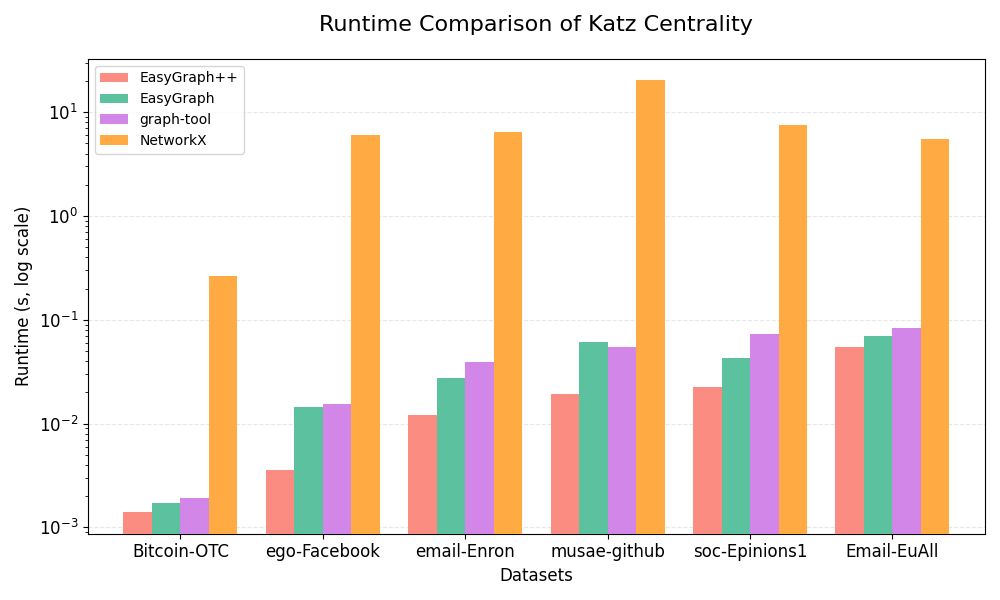 Runtime Comparison of Katz Centrality
EasyGraph++
EasyGraph
graph-tool
NetworkX
Runtime (s, log scale)
10¹
10⁰
10⁻¹
10⁻²
10⁻³
Bitcoin-OTC
ego-Facebook
email-Enron
musae-github
soc-Epinions1
Email-EuAll
Datasets